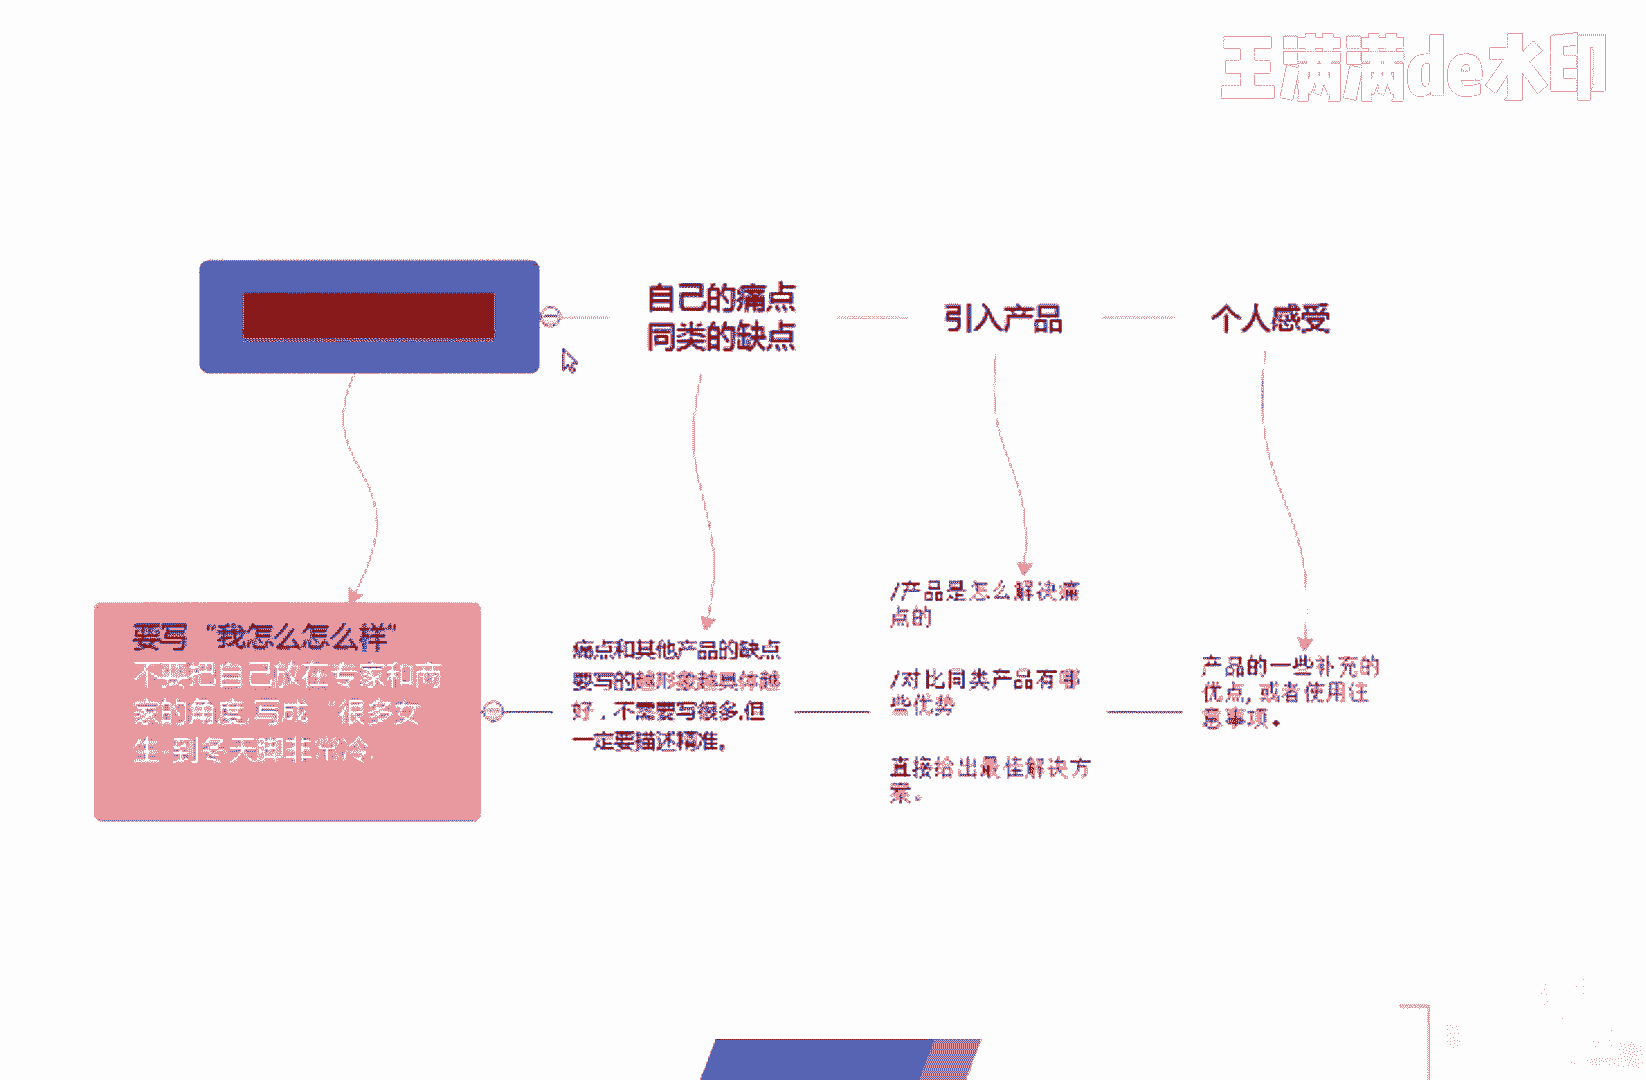 王满满de水印
自己的痛点
同类的缺点
引入产品
个人感受
要写“我怎么怎么样”
不要把自己放在专家和商
家的角度,写成“很多女
生-到冬天脚非常冷.
痛点和其他产品的缺点
要写的越形象越具体越
好，不需要写很多,但
一定要描述精准。
/产品是怎么解决痛
点的
/对比同类产品有哪
些优势
直接给出最佳解决方
案。
产品的一些补充的
优点, 或者使用注
意事项。